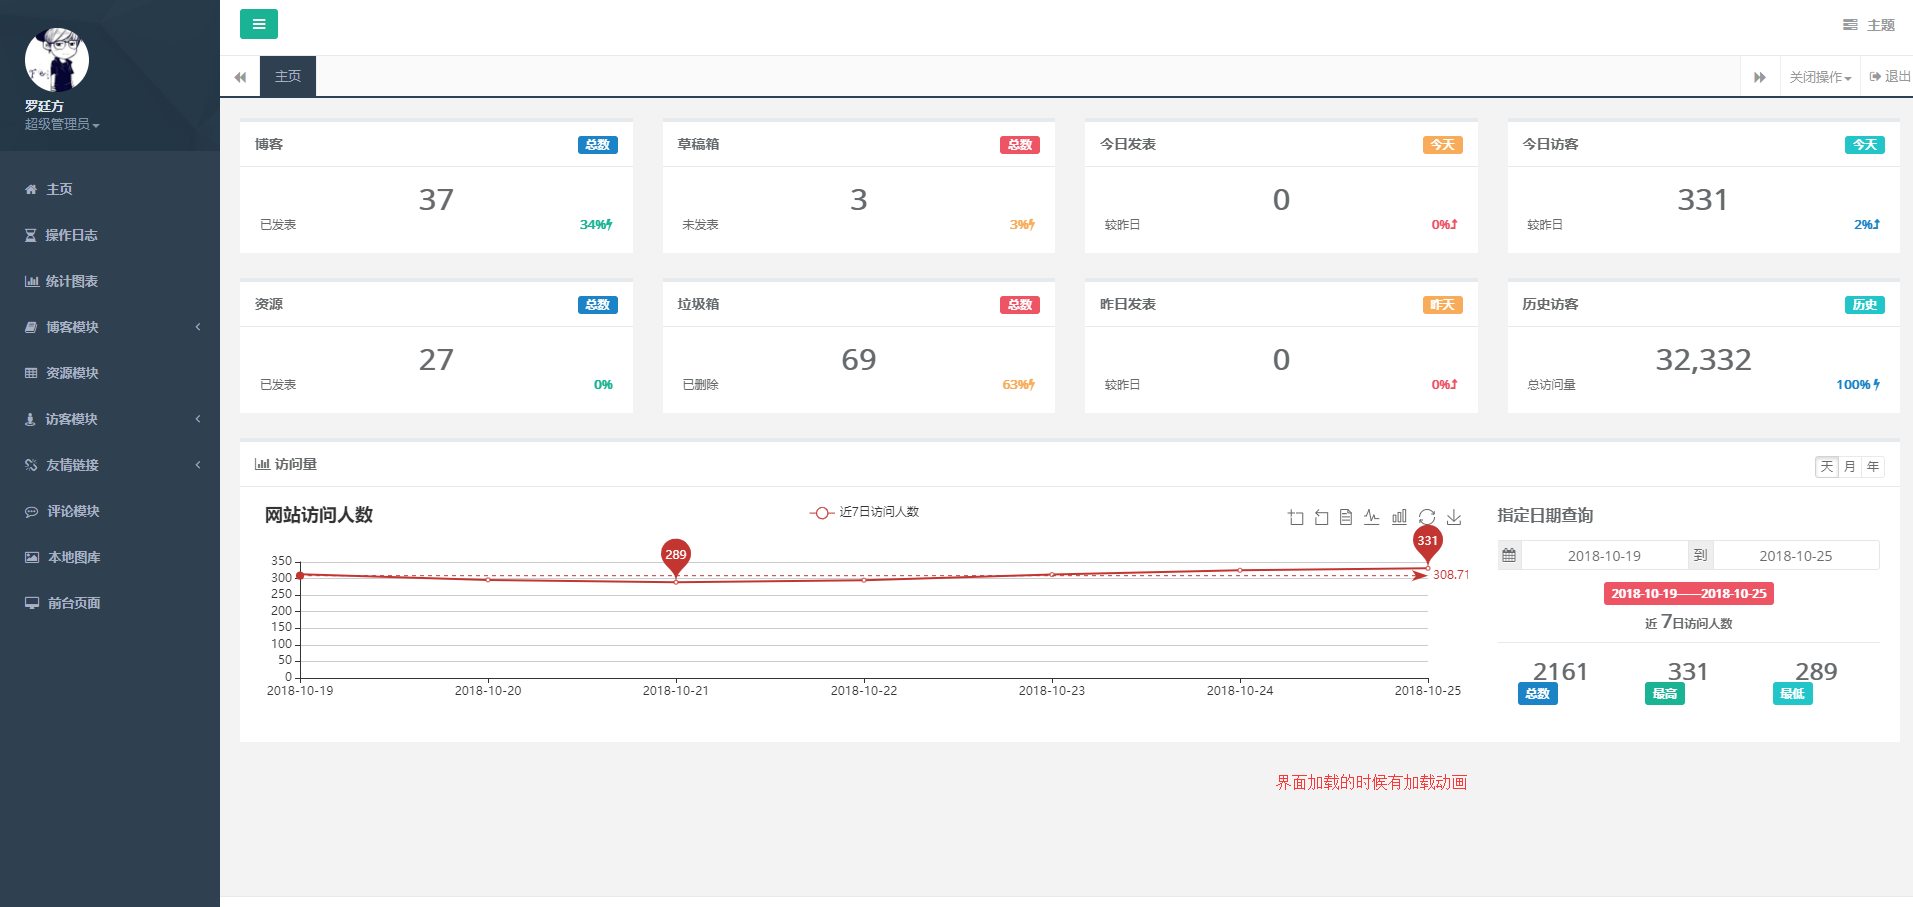 主题
主页
关闭操作
退出
罗廷方
超级管理员
主页
操作日志
统计图表
博客模块
资源模块
访客模块
友情链接
评论模块
本地图库
前台页面
博客 总数
37
已发表 34%
草稿箱 总数
3
未发表 3%
今日发表 今天
0
较昨日 0%
今日访客 今天
331
较昨日 2%
资源 总数
27
已发表 0%
垃圾箱 总数
69
已删除 63%
昨日发表 昨天
0
较昨日 0%
历史访客 历史
32,332
总访问量 100%
访问量
天 月 年
网站访问人数
近7日访问人数
350
300
250
200
150
100
50
0
289
331
308.71
2018-10-19 2018-10-20 2018-10-21 2018-10-22 2018-10-23 2018-10-24 2018-10-25
指定日期查询
2018-10-19 到 2018-10-25
2018-10-19——2018-10-25
近 7日访问人数
2161 331 289
总数 最高 最低
界面加载的时候有加载动画